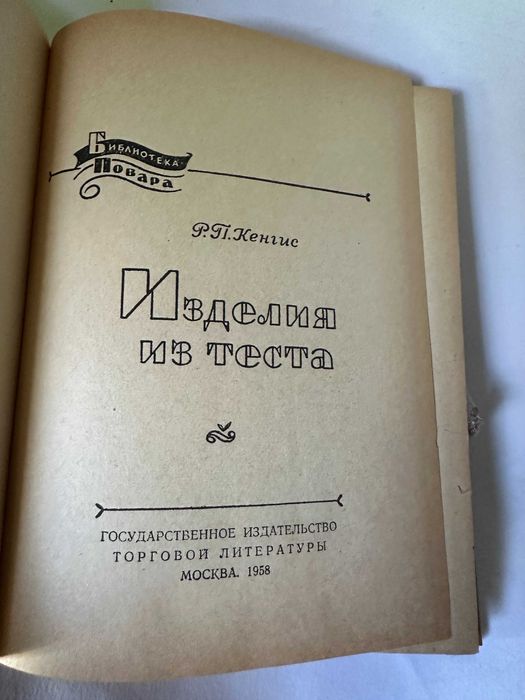 Библиотека
Повара
Р.П.Кенгис
Изделия
из теста
ГОСУДАРСТВЕННОЕ ИЗДАТЕЛЬСТВО
ТОРГОВОЙ ЛИТЕРАТУРЫ
МОСКВА. 1958